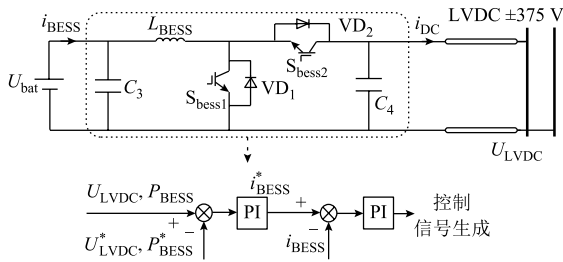 i_BESS
L_BESS
VD_2
i_DC
LVDC ±375 V
U_bat
C_3
S_bess1
VD_1
S_bess2
C_4
U_LVDC
U_LVDC, P_BESS
i*_BESS
+
−
PI
+
−
PI
控制
信号生成
U*_LVDC, P*_BESS
i_BESS